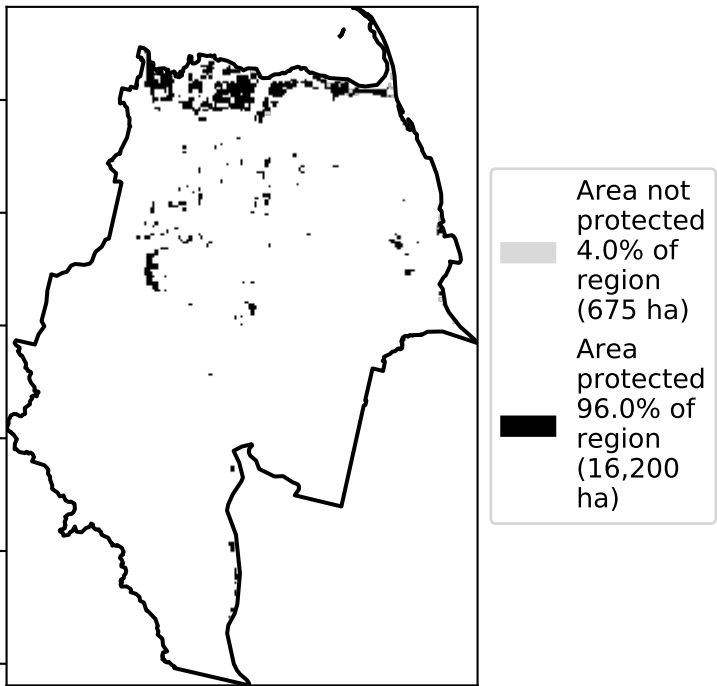 Area not
protected
4.0% of
region
(675 ha)
Area
protected
96.0% of
region
(16,200
ha)